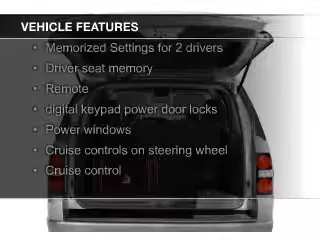 VEHICLE FEATURES
• Memorized Settings for 2 drivers
• Driver seat memory
• Remote
• digital keypad power door locks
• Power windows
• Cruise controls on steering wheel
• Cruise control